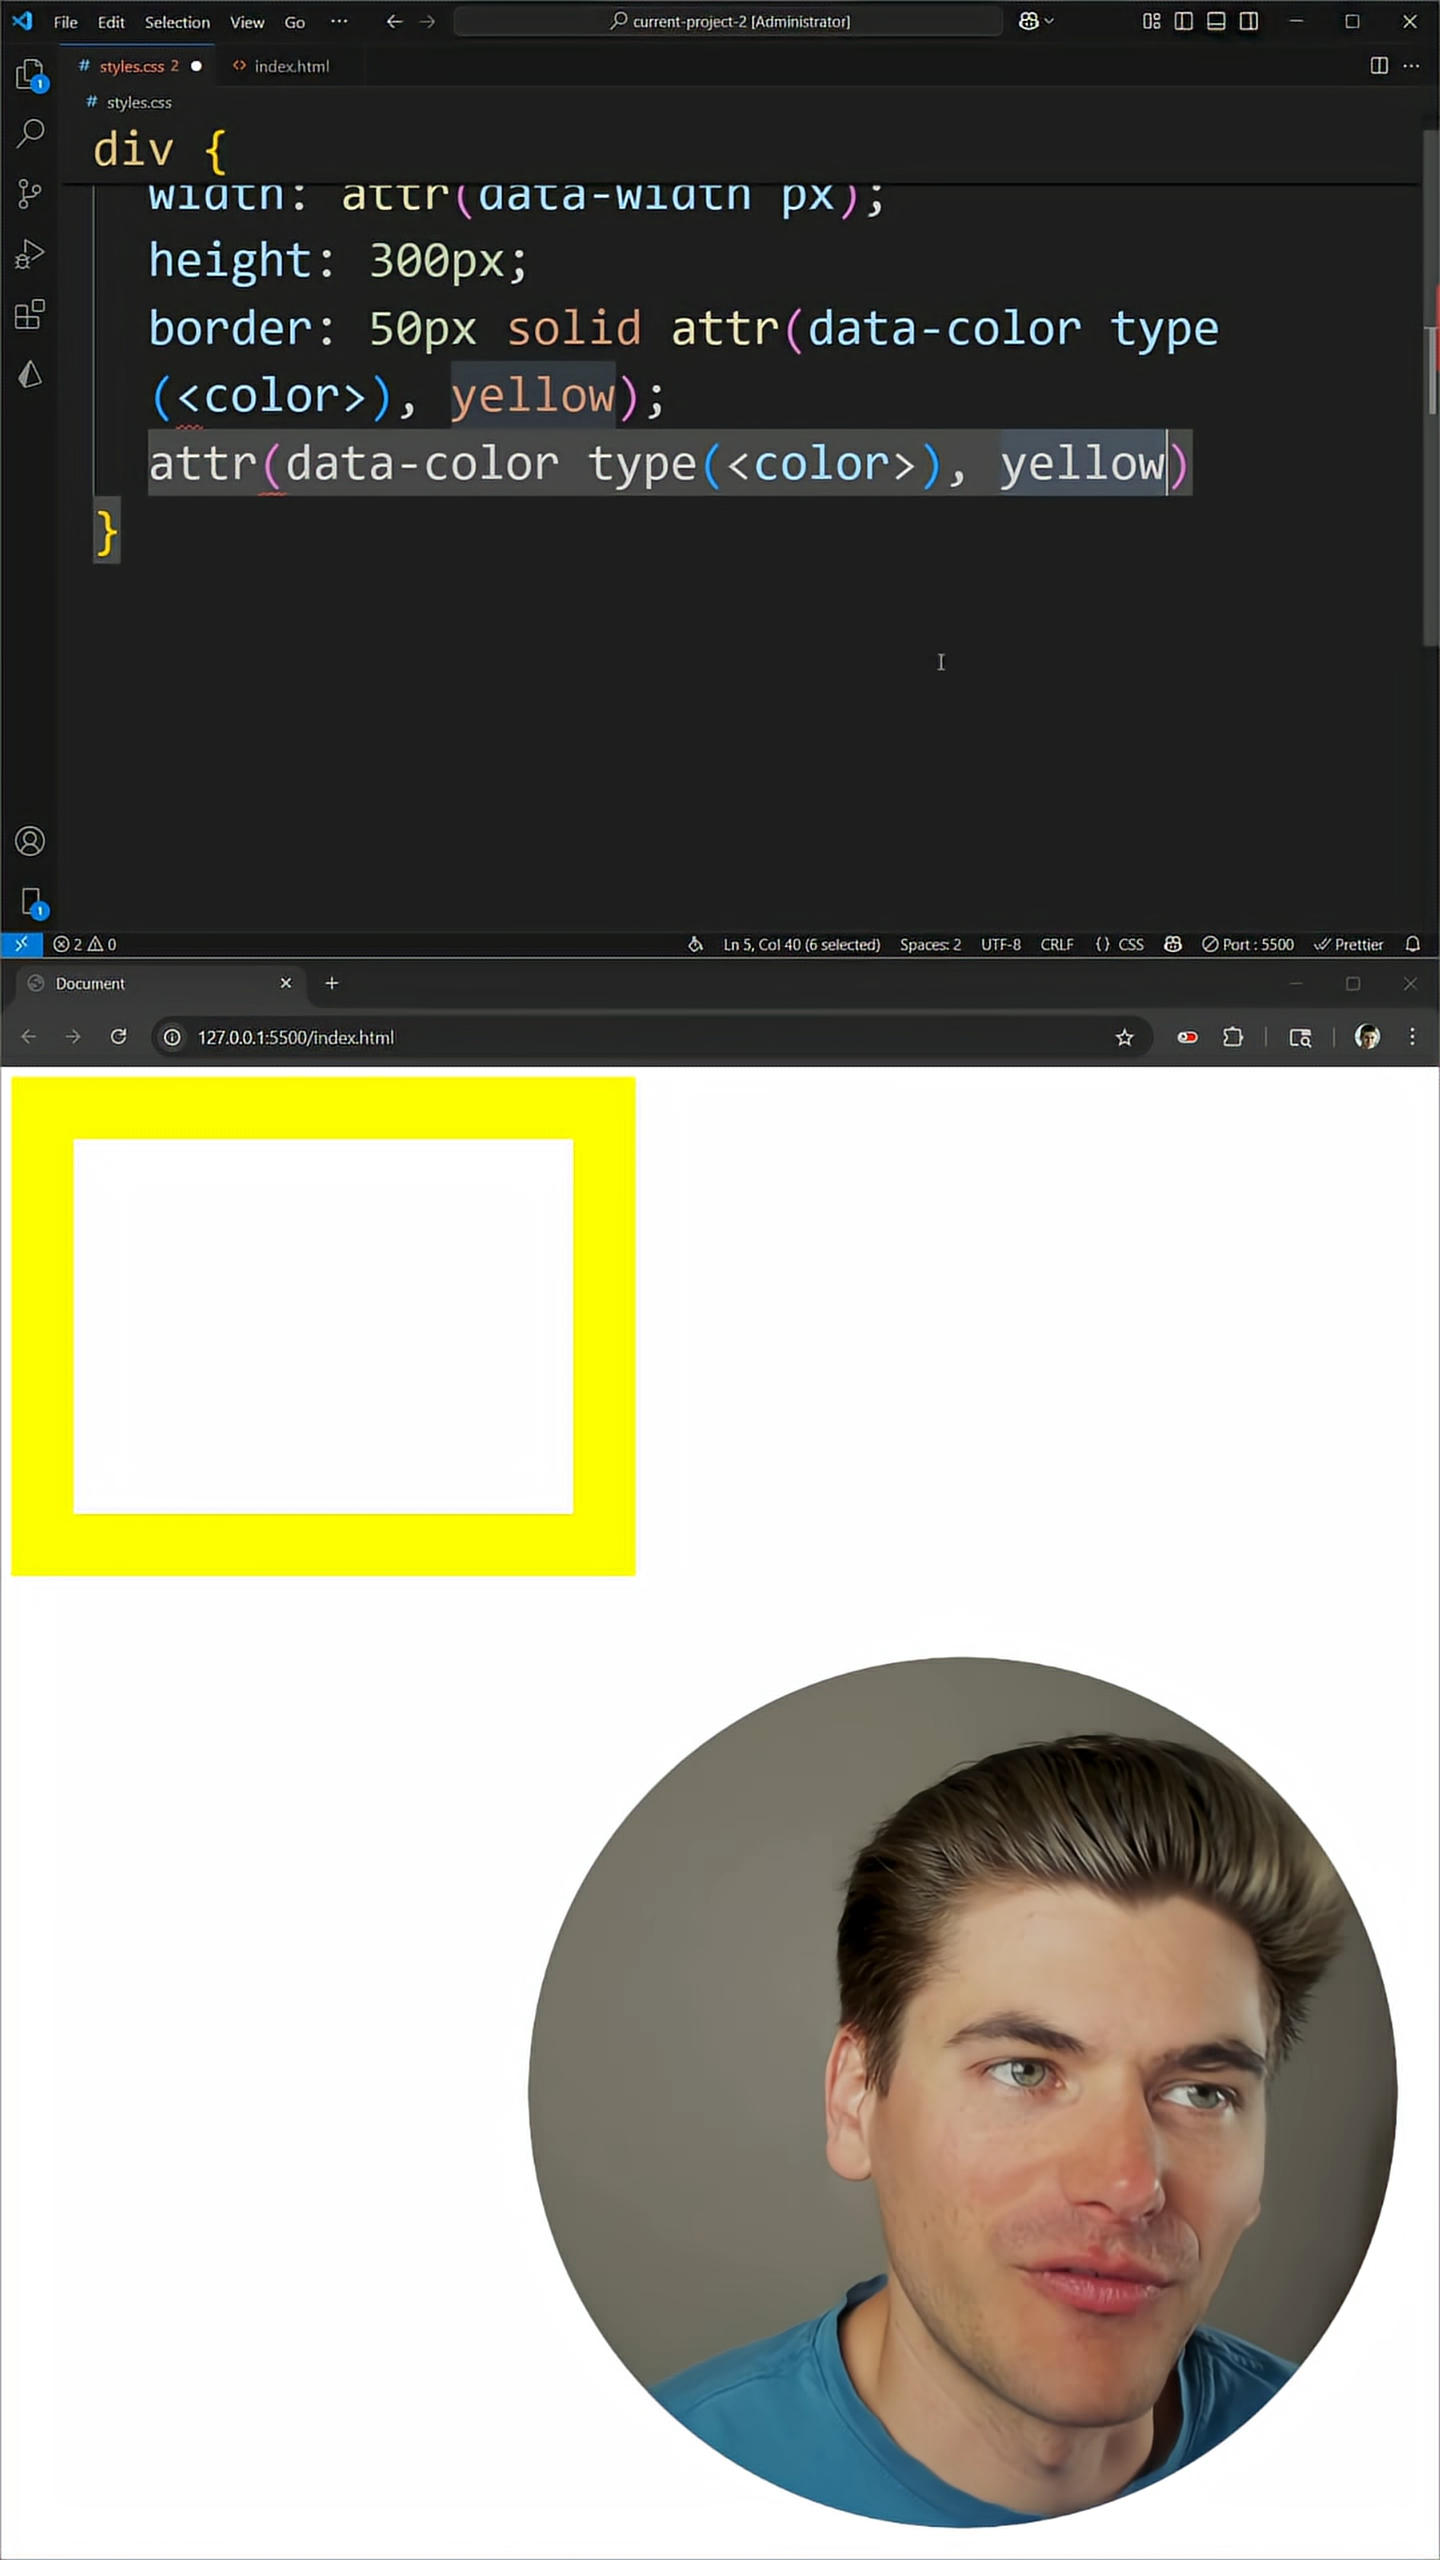 File Edit Selection View Go ··· current-project-2 [Administrator]
# styles.css 2 ● <> index.html
# styles.css
div {
width: attr(data-width px);
height: 300px;
border: 50px solid attr(data-color type
(<color>), yellow);
attr(data-color type(<color>), yellow)
}
1
1
2 0 Ln 5, Col 40 (6 selected) Spaces: 2 UTF-8 CRLF {} CSS Port : 5500 Prettier
Document
127.0.0.1:5500/index.html